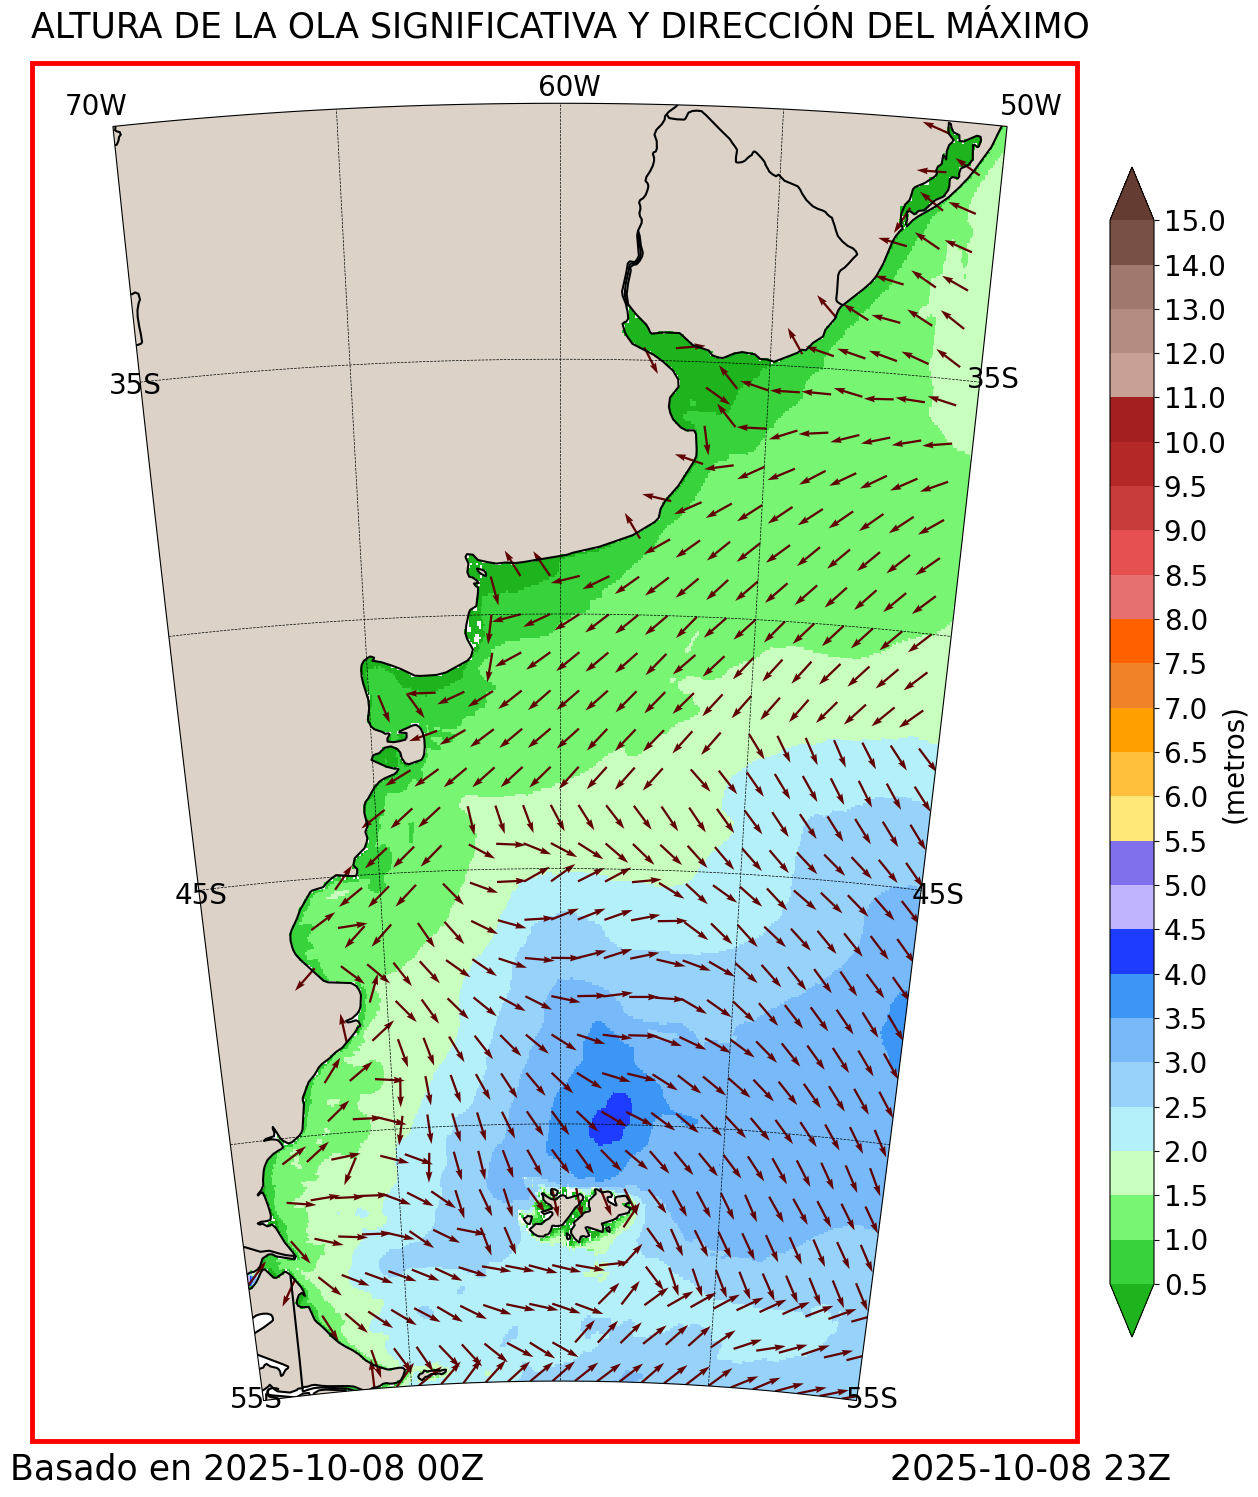 ALTURA DE LA OLA SIGNIFICATIVA Y DIRECCIÓN DEL MÁXIMO
70W
60W
50W
35S
35S
45S
45S
55S
55S
15.0
14.0
13.0
12.0
11.0
10.0
9.5
9.0
8.5
8.0
7.5
7.0
6.5
6.0
5.5
5.0
4.5
4.0
3.5
3.0
2.5
2.0
1.5
1.0
0.5
(metros)
Basado en 2025-10-08 00Z
2025-10-08 23Z